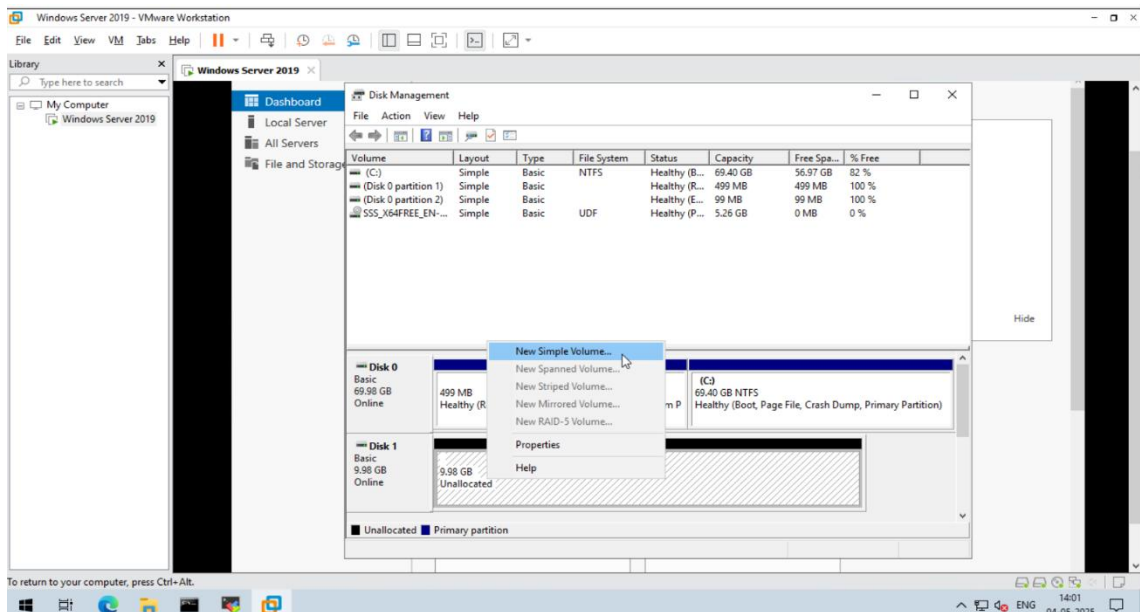 Windows Server 2019 - VMware Workstation
File Edit View VM Tabs Help
Library
Type here to search
My Computer
Windows Server 2019
Windows Server 2019
Dashboard
Local Server
All Servers
File and Storage
Disk Management
File Action View Help
Volume Layout Type File System Status Capacity Free Spa... % Free
(C:) Simple Basic NTFS Healthy (B... 69.40 GB 56.97 GB 82 %
(Disk 0 partition 1) Simple Basic Healthy (R... 499 MB 499 MB 100 %
(Disk 0 partition 2) Simple Basic Healthy (E... 99 MB 99 MB 100 %
SSS_X64FREE_EN-... Simple Basic UDF Healthy (P... 5.26 GB 0 MB 0 %
Hide
New Simple Volume...
New Spanned Volume...
New Striped Volume...
New Mirrored Volume...
New RAID-5 Volume...
Properties
Help
Disk 0
Basic
69.98 GB
Online
499 MB
Healthy (R
m P
(C:)
69.40 GB NTFS
Healthy (Boot, Page File, Crash Dump, Primary Partition)
Disk 1
Basic
9.98 GB
Online
9.98 GB
Unallocated
Unallocated Primary partition
To return to your computer, press Ctrl+Alt.
ENG
14:01
04-05-2025